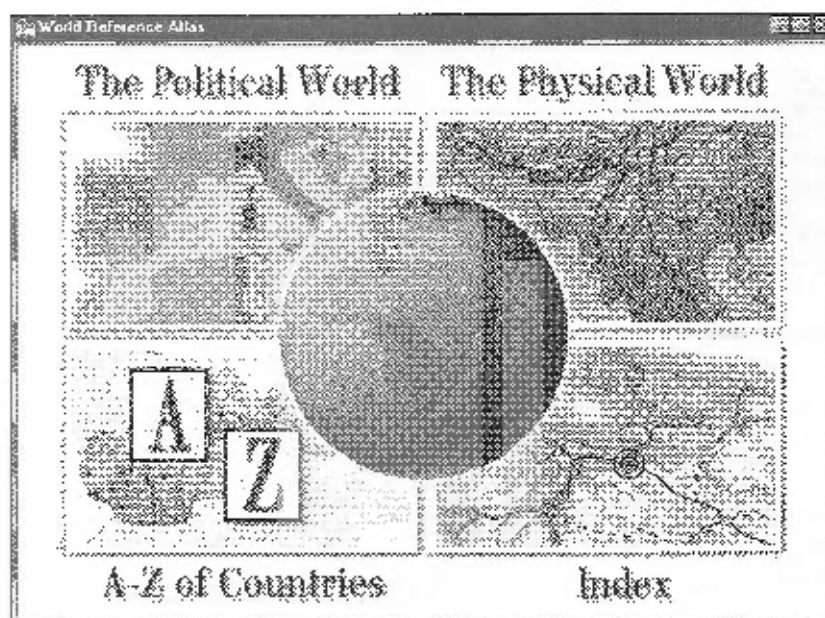 World Reference Atlas
The Political World
The Physical World
A
Z
A-Z of Countries
Index